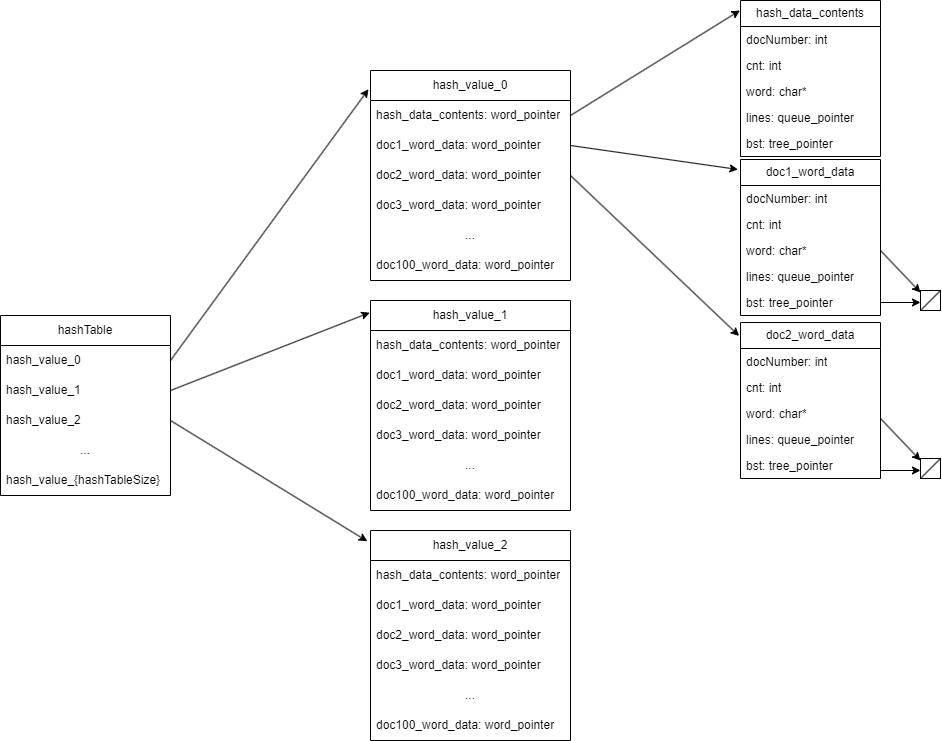 hashTable
hash_value_0
hash_value_1
hash_value_2
...
hash_value_{hashTableSize}
hash_value_0
hash_data_contents: word_pointer
doc1_word_data: word_pointer
doc2_word_data: word_pointer
doc3_word_data: word_pointer
...
doc100_word_data: word_pointer
hash_value_1
hash_data_contents: word_pointer
doc1_word_data: word_pointer
doc2_word_data: word_pointer
doc3_word_data: word_pointer
...
doc100_word_data: word_pointer
hash_value_2
hash_data_contents: word_pointer
doc1_word_data: word_pointer
doc2_word_data: word_pointer
doc3_word_data: word_pointer
...
doc100_word_data: word_pointer
hash_data_contents
docNumber: int
cnt: int
word: char*
lines: queue_pointer
bst: tree_pointer
doc1_word_data
docNumber: int
cnt: int
word: char*
lines: queue_pointer
bst: tree_pointer
doc2_word_data
docNumber: int
cnt: int
word: char*
lines: queue_pointer
bst: tree_pointer